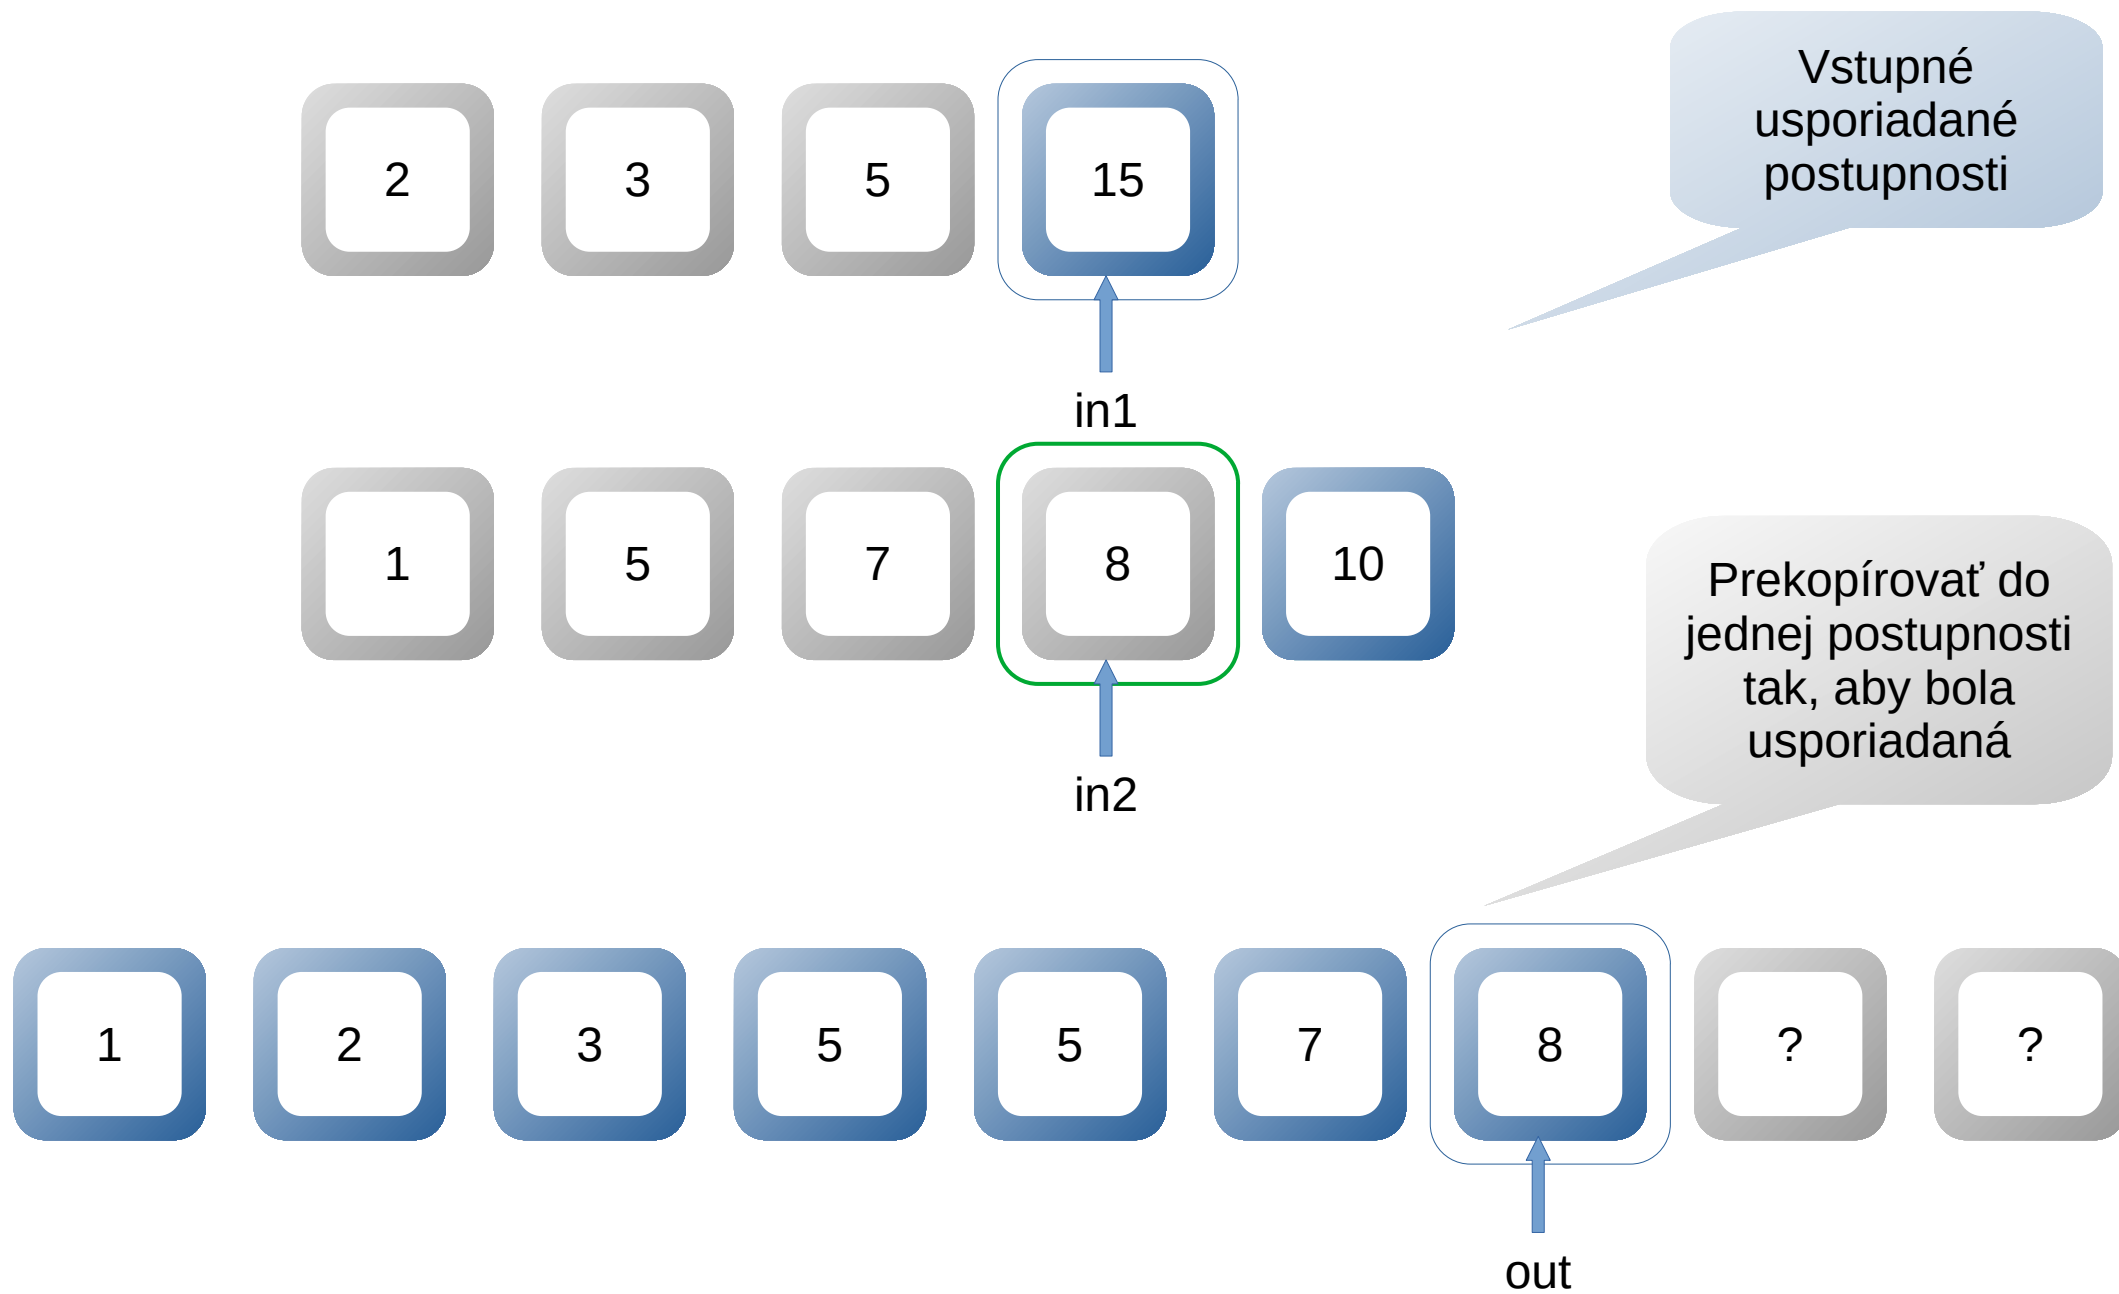 Vstupné
usporiadané
postupnosti
2 3 5 15
in1
1 5 7 8 10
in2
Prekopírovať do
jednej postupnosti
tak, aby bola
usporiadaná
1 2 3 5 5 7 8 ? ?
out